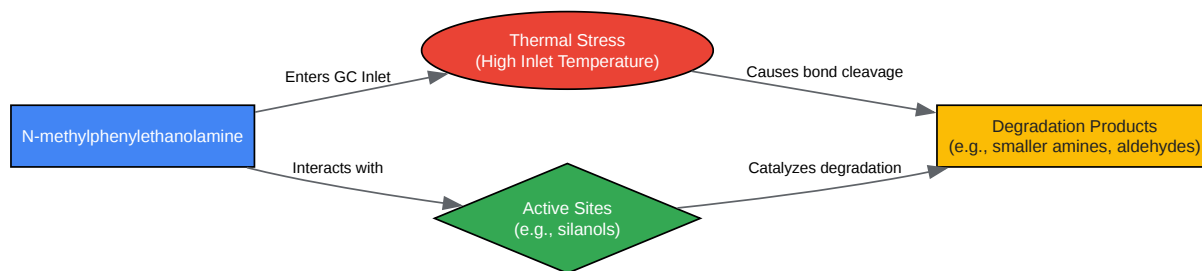 Thermal Stress
(High Inlet Temperature)
Enters GC Inlet
Causes bond cleavage
N-methylphenylethanolamine
Degradation Products
(e.g., smaller amines, aldehydes)
Interacts with
Catalyzes degradation
Active Sites
(e.g., silanols)